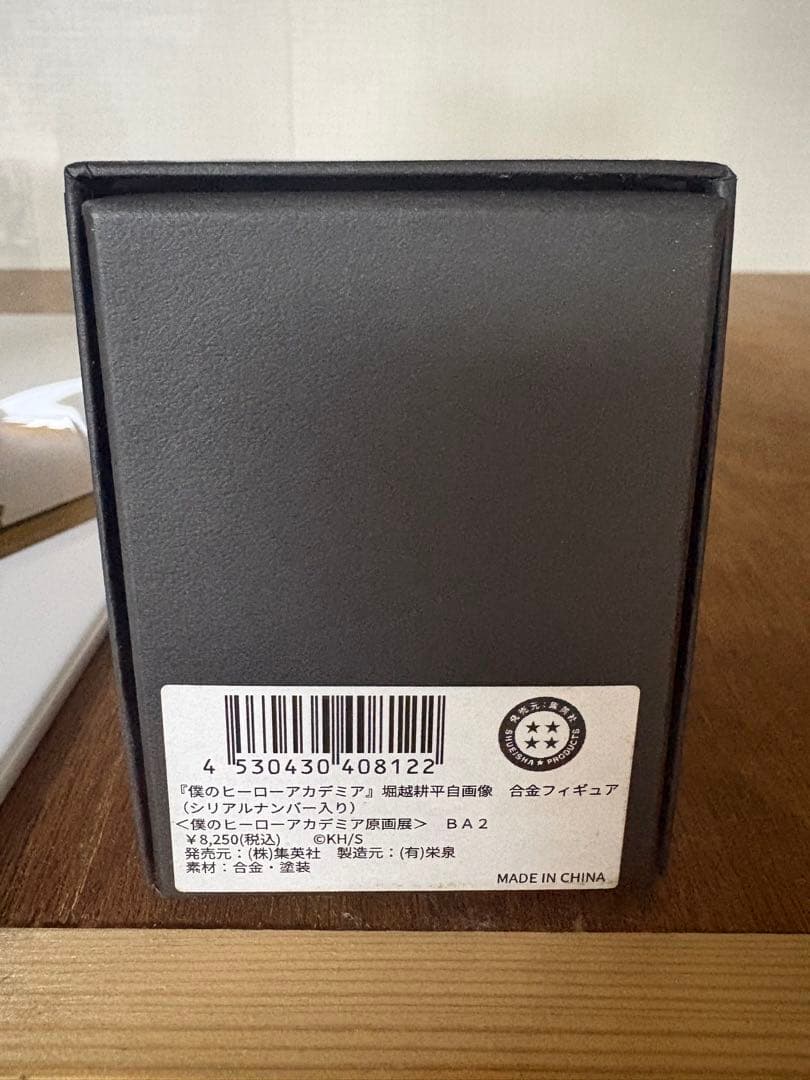 4 530430 408122
発売元:集英社
SHUEISHA★PRODUCTS
『僕のヒーローアカデミア』堀越耕平自画像　合金フィギュア
(シリアルナンバー入り)
＜僕のヒーローアカデミア原画展＞　ＢＡ２
￥8,250(税込)　　©KH/S
発売元：(株)集英社　製造元：(有)栄泉
素材：合金・塗装
MADE IN CHINA